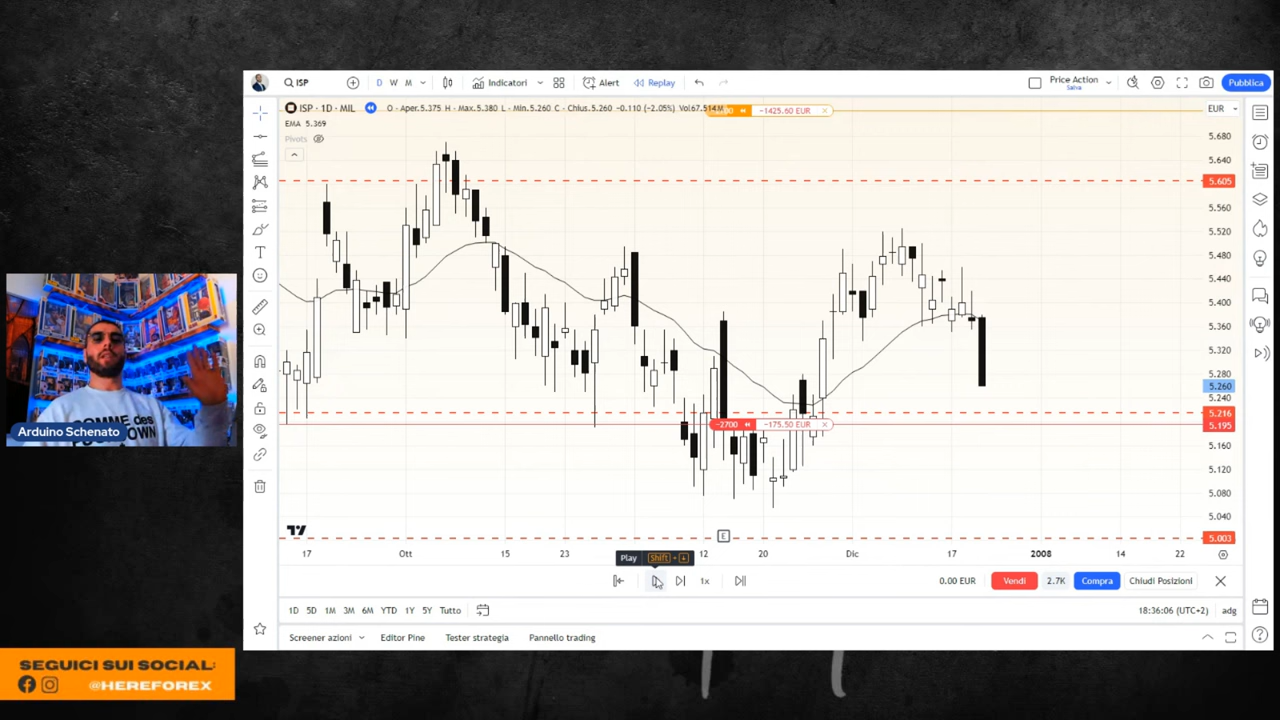 ISP
D W M
Indicatori
Alert
Replay
Price Action
Salva
Pubblica
ISP · 1D · MIL
O - Aper.5.375 H - Max.5.380 L - Min.5.260 C - Chius.5.260 -0.110 (-2.05%) Vol67.514M
−1425.60 EUR
EUR
EMA 5.369
Pivots
5.680
5.640
5.605
5.560
5.520
5.480
5.440
5.400
5.360
5.320
5.280
5.260
5.240
5.216
5.195
5.160
5.120
5.080
5.040
5.003
−2700
−175.50 EUR
Arduino Schenato
E
17 Ott 15 23 12 20 Dic 17 2008 14 22
Play Shift + ↓
1x
0.00 EUR
Vendi
2.7K
Compra
Chiudi Posizioni
1D 5D 1M 3M 6M YTD 1Y 5Y Tutto
18:36:06 (UTC+2)
adg
Screener azioni
Editor Pine
Tester strategia
Pannello trading
SEGUICI SUI SOCIAL:
@HEREFOREX